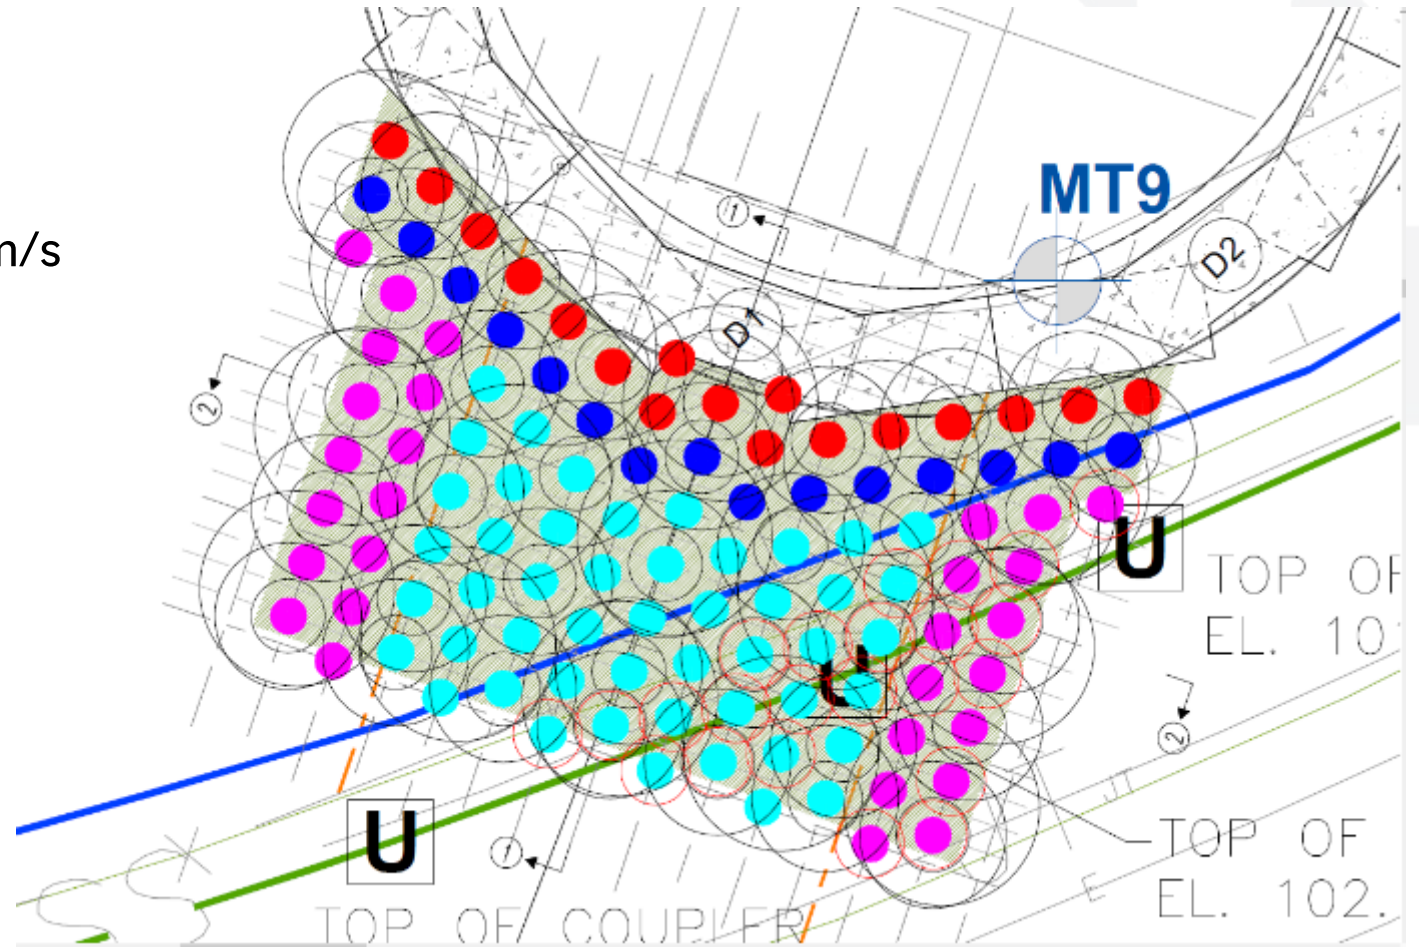 MT9
m/s
1
D2
D1
2
U
TOP OF
EL. 10
U
2
U
1
TOP OF
EL. 102.
TOP OF COUPLER